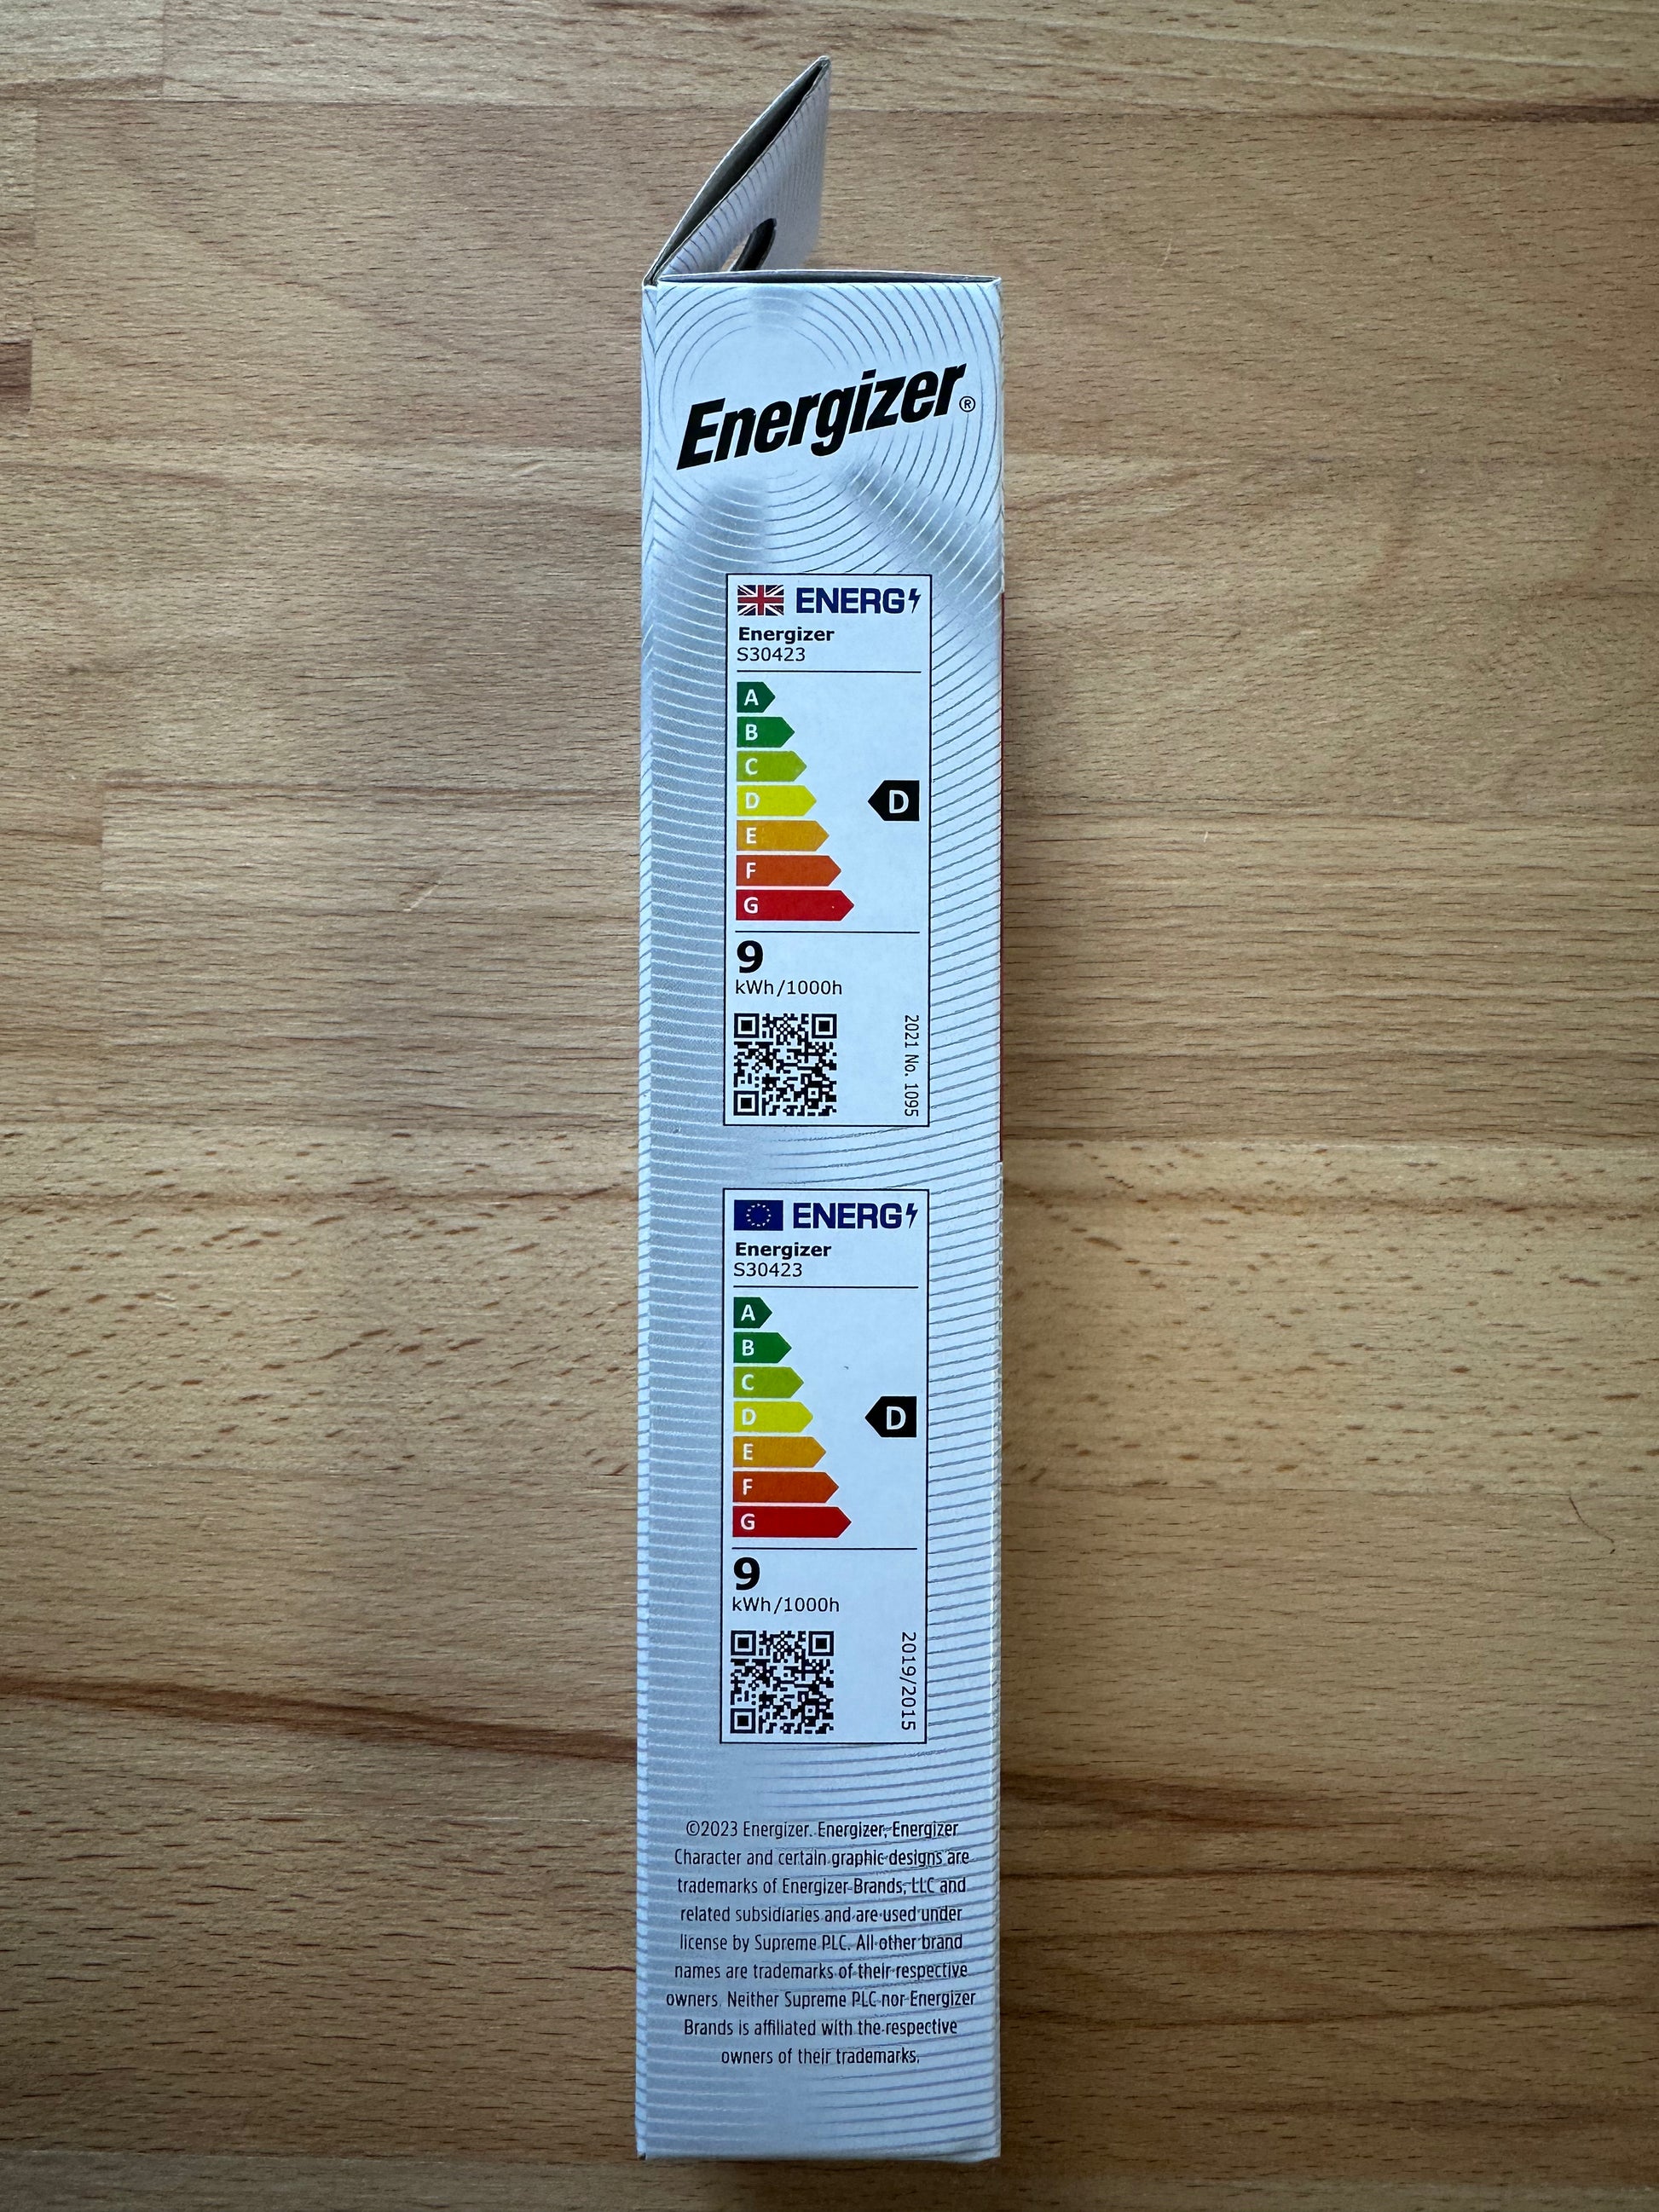 Energizer®
ENERG
Energizer
S30423
A
B
C
D
D
E
F
G
9
kWh/1000h
2021 No. 1095
ENERG
Energizer
S30423
A
B
C
D
D
E
F
G
9
kWh/1000h
2019/2015
©2023 Energizer. Energizer, Energizer
Character and certain graphic designs are
trademarks of Energizer Brands, LLC and
related subsidiaries and are used under
license by Supreme PLC. All other brand
names are trademarks of their respective
owners. Neither Supreme PLC nor Energizer
Brands is affiliated with the respective
owners of their trademarks.